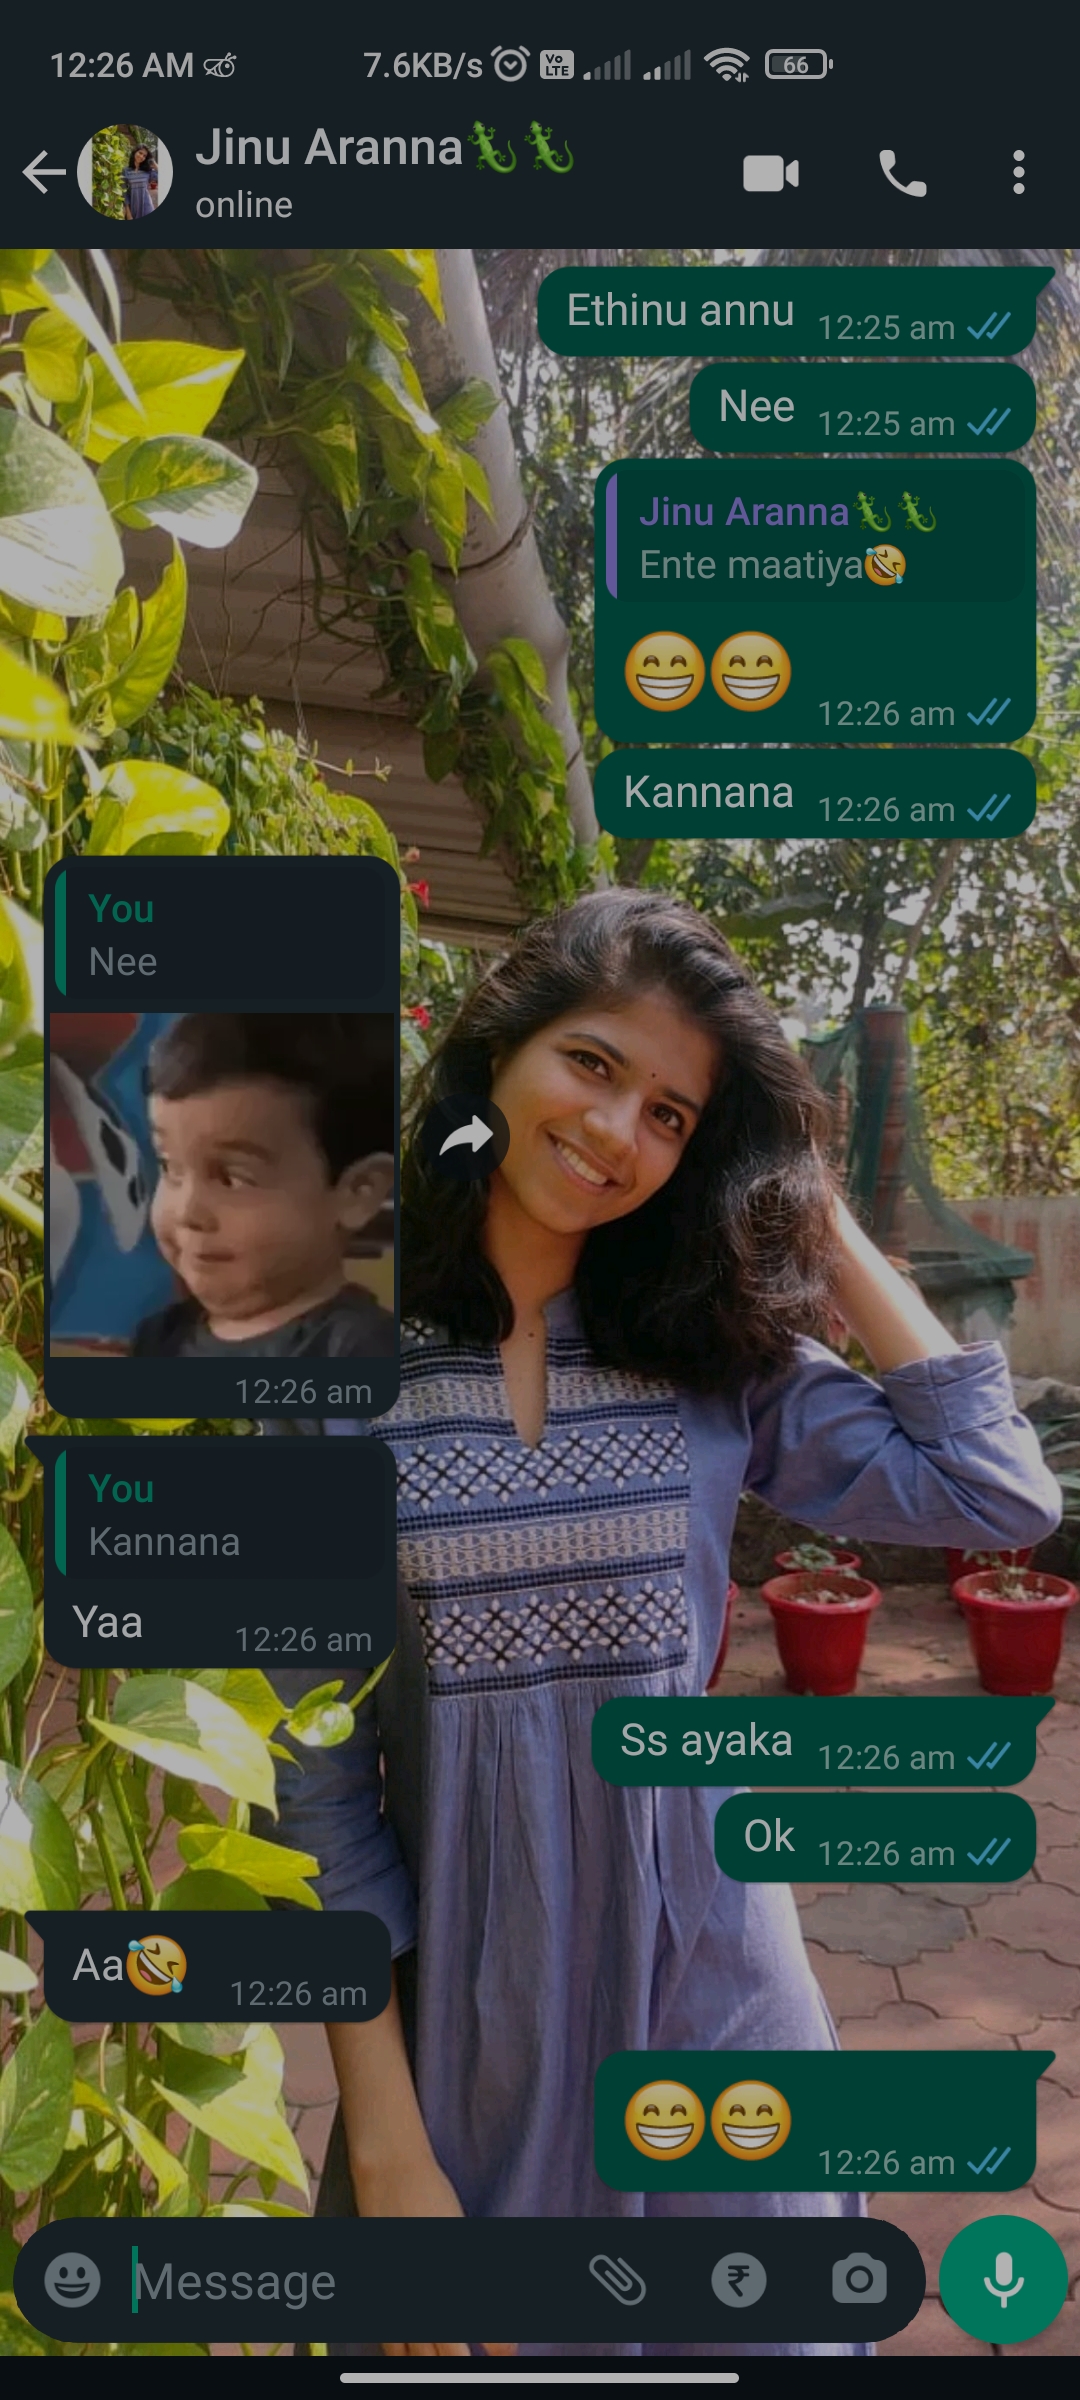 12:26 AM 7.6KB/s Vo LTE 66
Jinu Aranna🦎🦎
online
Ethinu annu 12:25 am
Nee 12:25 am
Jinu Aranna🦎🦎
Ente maatiya🤣
😁😁 12:26 am
Kannana 12:26 am
You
Nee
12:26 am
You
Kannana
Yaa 12:26 am
Ss ayaka 12:26 am
Ok 12:26 am
Aa🤣 12:26 am
😁😁 12:26 am
Message ₹